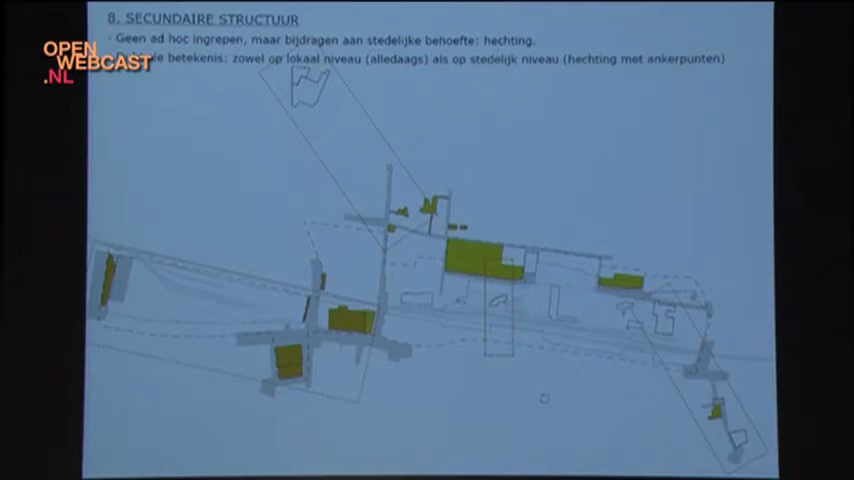 8. SECUNDAIRE STRUCTUUR
- Geen ad hoc ingrepen, maar bijdragen aan stedelijke behoefte: hechting.
betekenis: zowel op lokaal niveau (alledaags) als op stedelijk niveau (hechting met ankerpunten)
OPEN
WEBCAST
.NL